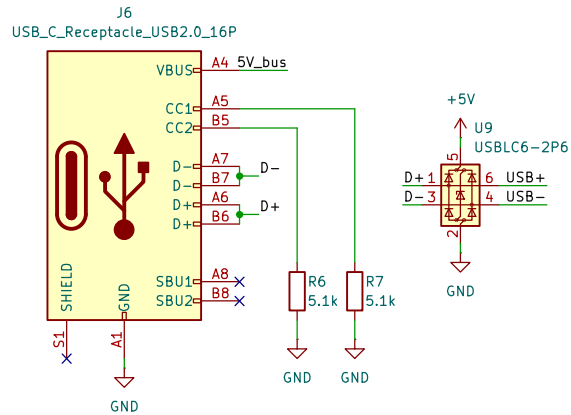 J6
USB_C_Receptacle_USB2.0_16P
VBUS A4 5V_bus
CC1 A5
CC2 B5
D- A7
D- B7
D-
D+ A6
D+ B6
D+
SBU1 A8
SBU2 B8
SHIELD
GND
S1
A1
GND
R6
5.1k
GND
R7
5.1k
GND
+5V
U9
USBLC6-2P6
5
D+ 1 6 USB+
D- 3 4 USB-
2
GND